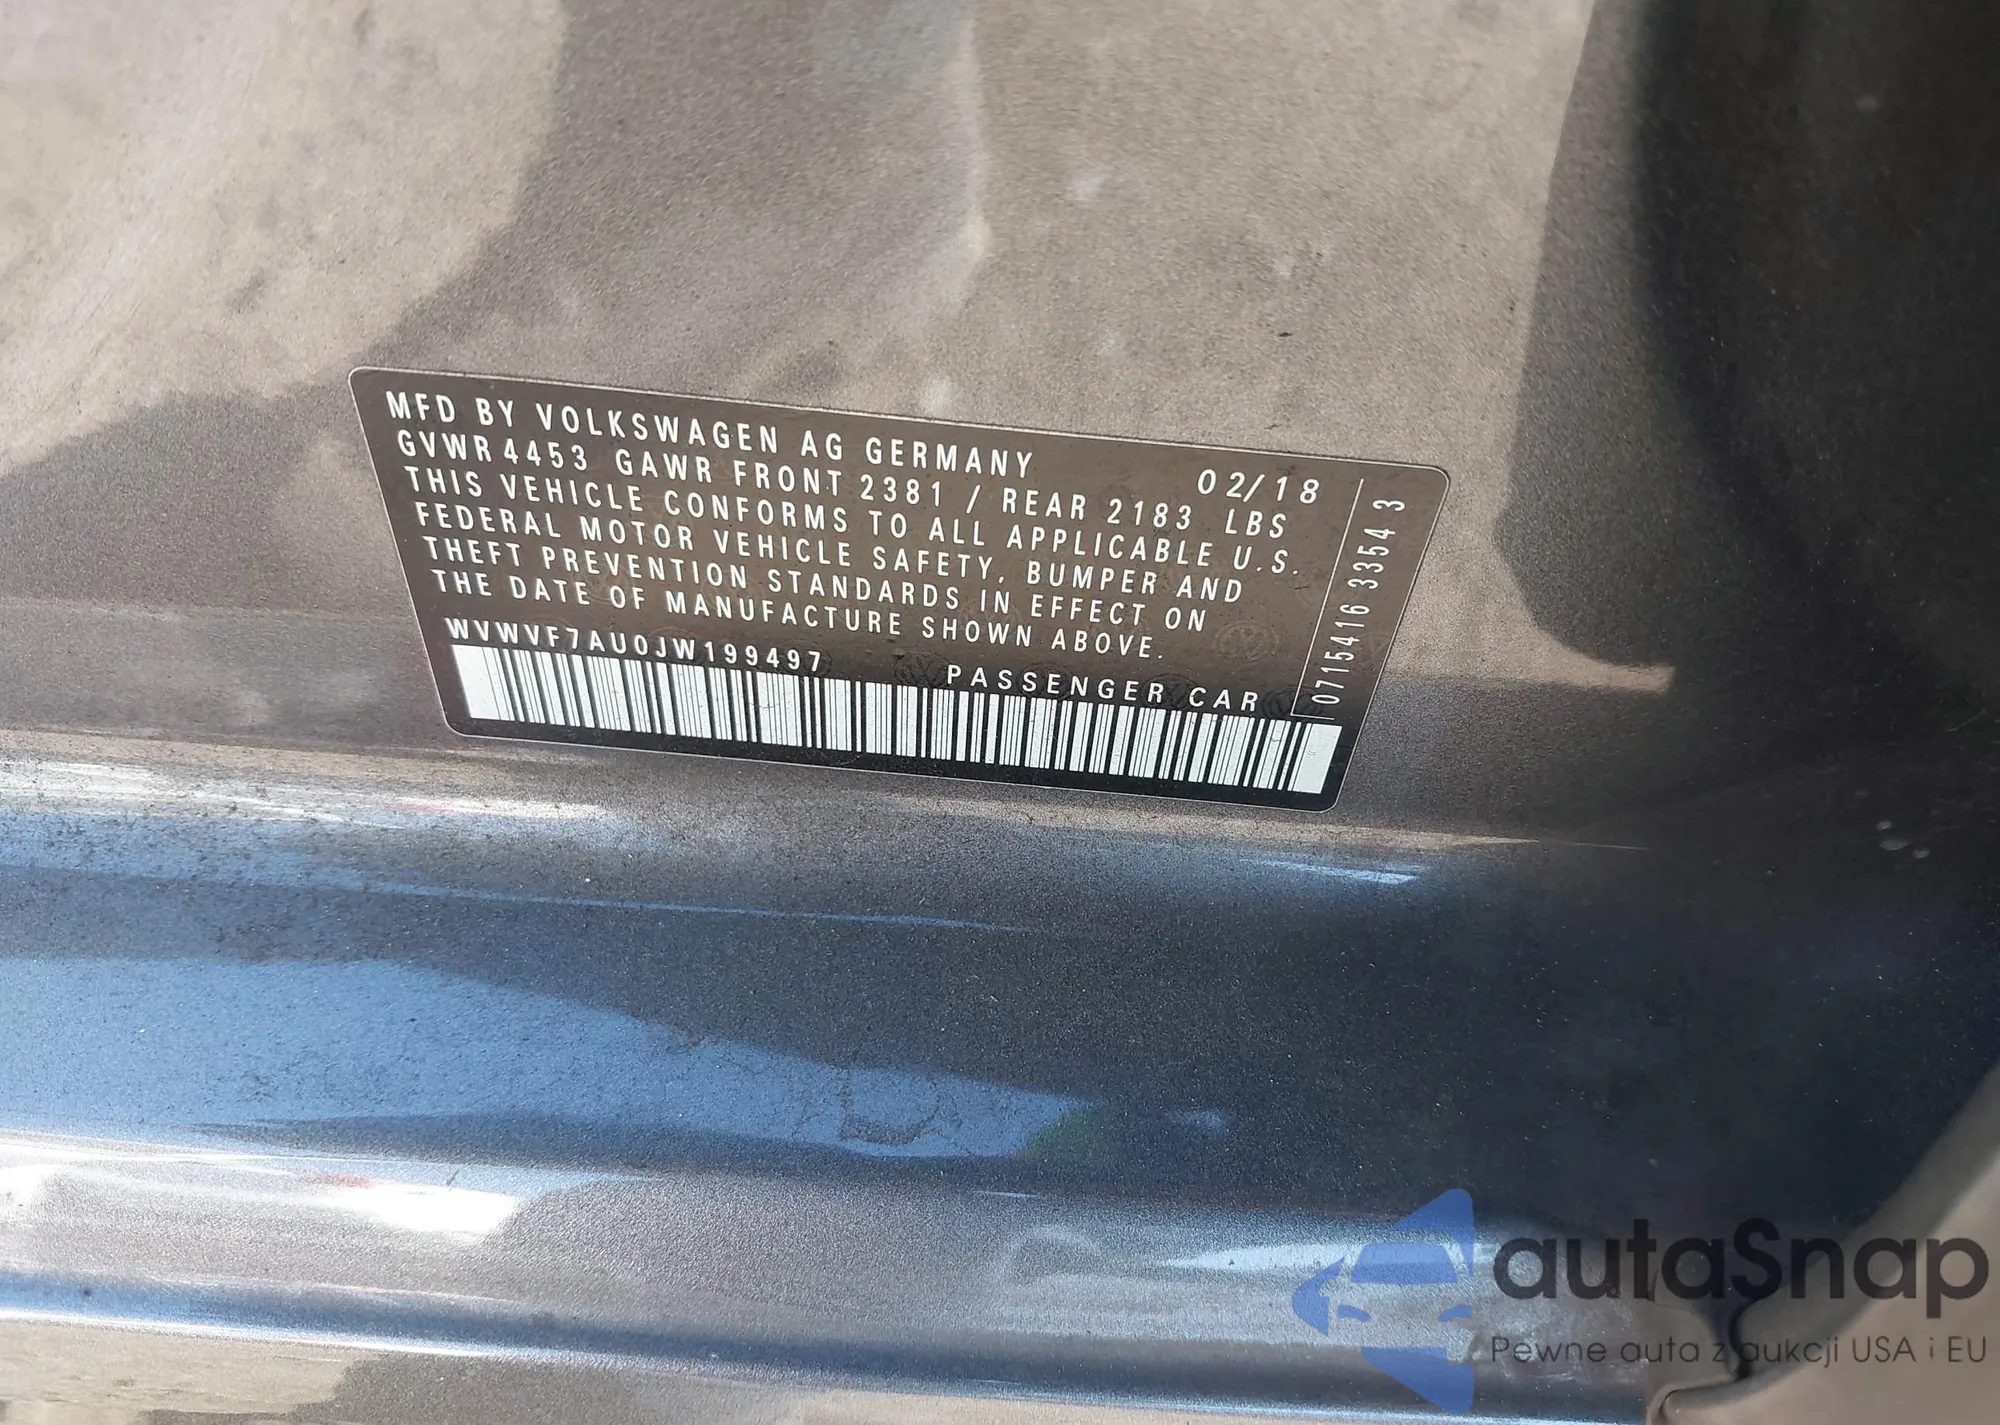 MFD BY VOLKSWAGEN AG GERMANY 02/18
GVWR 4453 GAWR FRONT 2381 / REAR 2183 LBS
THIS VEHICLE CONFORMS TO ALL APPLICABLE U.S.
FEDERAL MOTOR VEHICLE SAFETY, BUMPER AND
THEFT PREVENTION STANDARDS IN EFFECT ON
THE DATE OF MANUFACTURE SHOWN ABOVE.
WVWVF7AU0JW199497 PASSENGER CAR
0715416 3354 3
autaSnap
Pewne auta z aukcji USA i EU